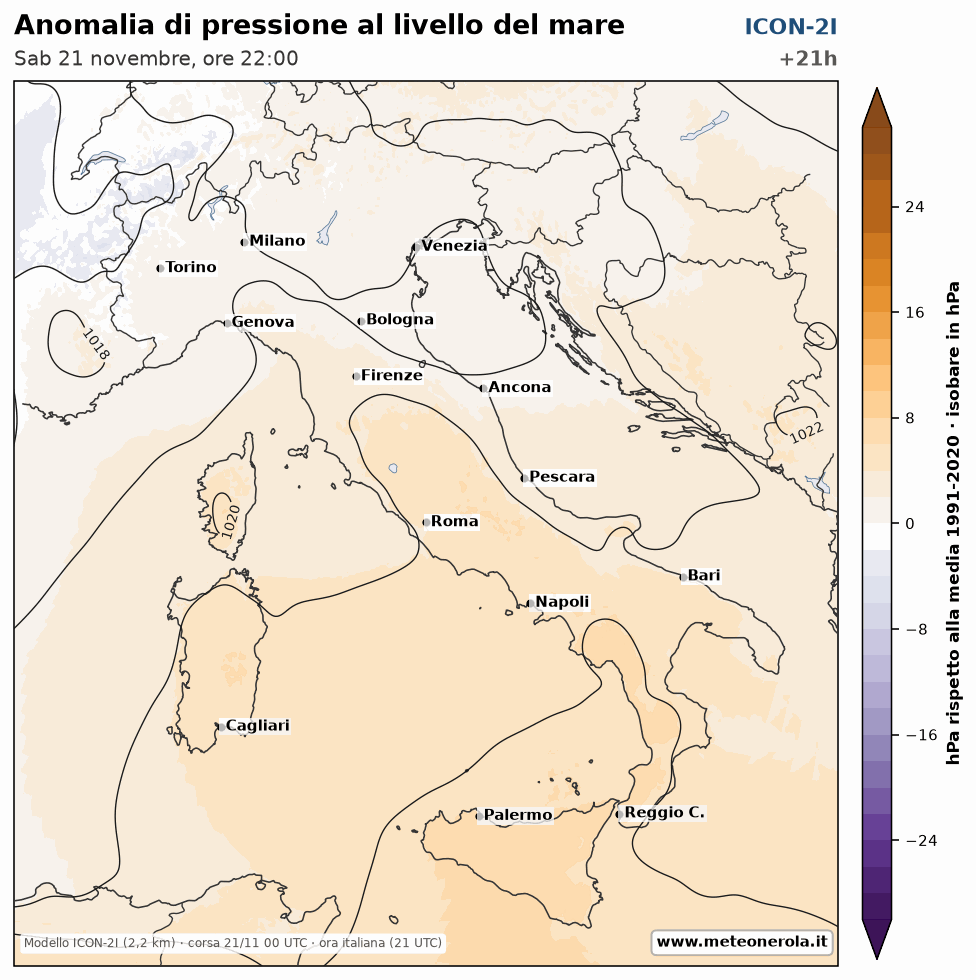 Anomalia di pressione al livello del mare
ICON-2I
Sab 21 novembre, ore 22:00
+21h
Milano
Venezia
Torino
Genova
Bologna
1018
Firenze
Ancona
1022
Pescara
1020
Roma
Bari
Napoli
Cagliari
Palermo
Reggio C.
24
16
8
0
−8
−16
−24
hPa rispetto alla media 1991-2020 · isobare in hPa
Modello ICON-2I (2,2 km) · corsa 21/11 00 UTC · ora italiana (21 UTC)
www.meteonerola.it